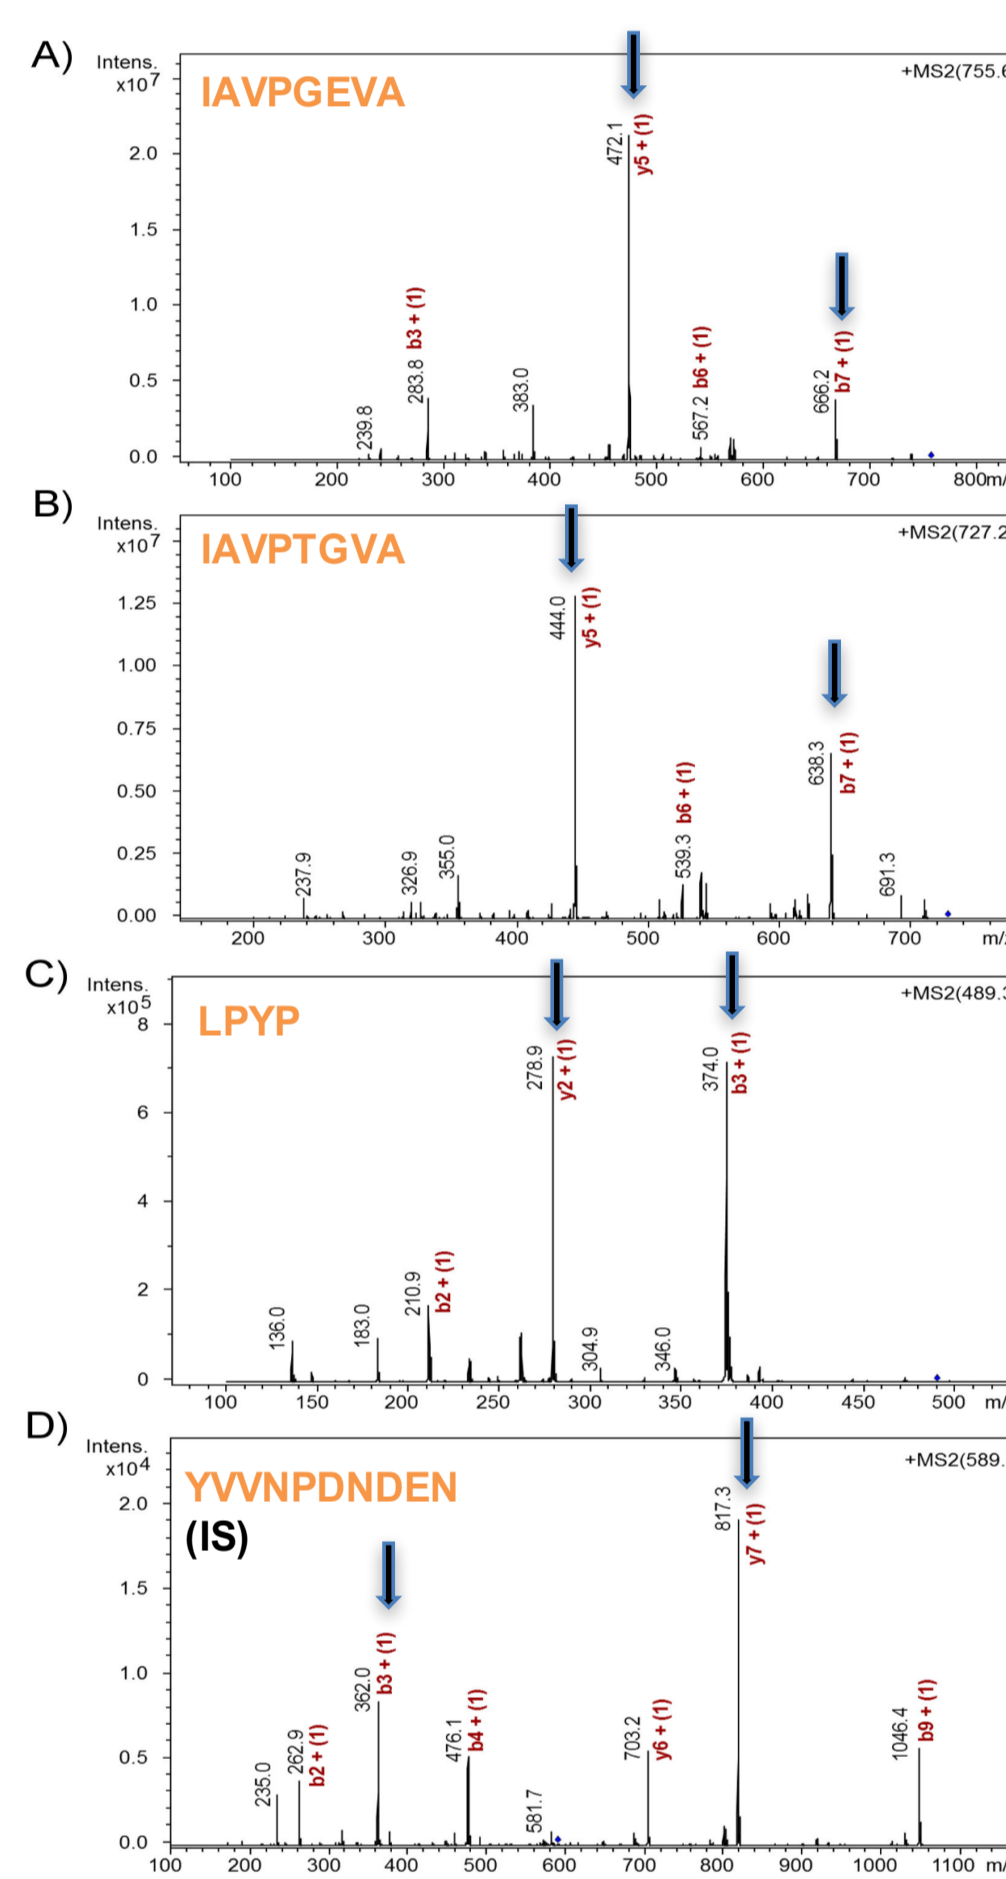 A)
Intens.
x10⁷
IAVPGEVA
+MS2(755.6
2.0
1.5
1.0
0.5
0.0
239.8
283.8 b3 + (1)
383.0
472.1
y5 + (1)
567.2 b6 + (1)
666.2
b7 + (1)
100 200 300 400 500 600 700 800m/
B)
Intens.
x10⁷
IAVPTGVA
+MS2(727.2
1.25
1.00
0.75
0.50
0.25
0.00
237.9
326.9
355.0
444.0
y5 + (1)
539.3 b6 + (1)
638.3
b7 + (1)
691.3
200 300 400 500 600 700 m/z
C)
Intens.
x10⁵
LPYP
+MS2(489.3
8
6
4
2
0
136.0
183.0
210.9
b2 + (1)
278.9
y2 + (1)
304.9
346.0
374.0
b3 + (1)
100 150 200 250 300 350 400 450 500 m/
D)
Intens.
x10⁴
YVVNPDNDEN
(IS)
+MS2(589.
2.0
1.5
1.0
0.5
0.0
235.0
262.9
b2 + (1)
362.0
b3 + (1)
476.1
b4 + (1)
581.7
703.2
y6 + (1)
817.3
y7 + (1)
1046.4
b9 + (1)
100 200 300 400 500 600 700 800 900 1000 1100 m/